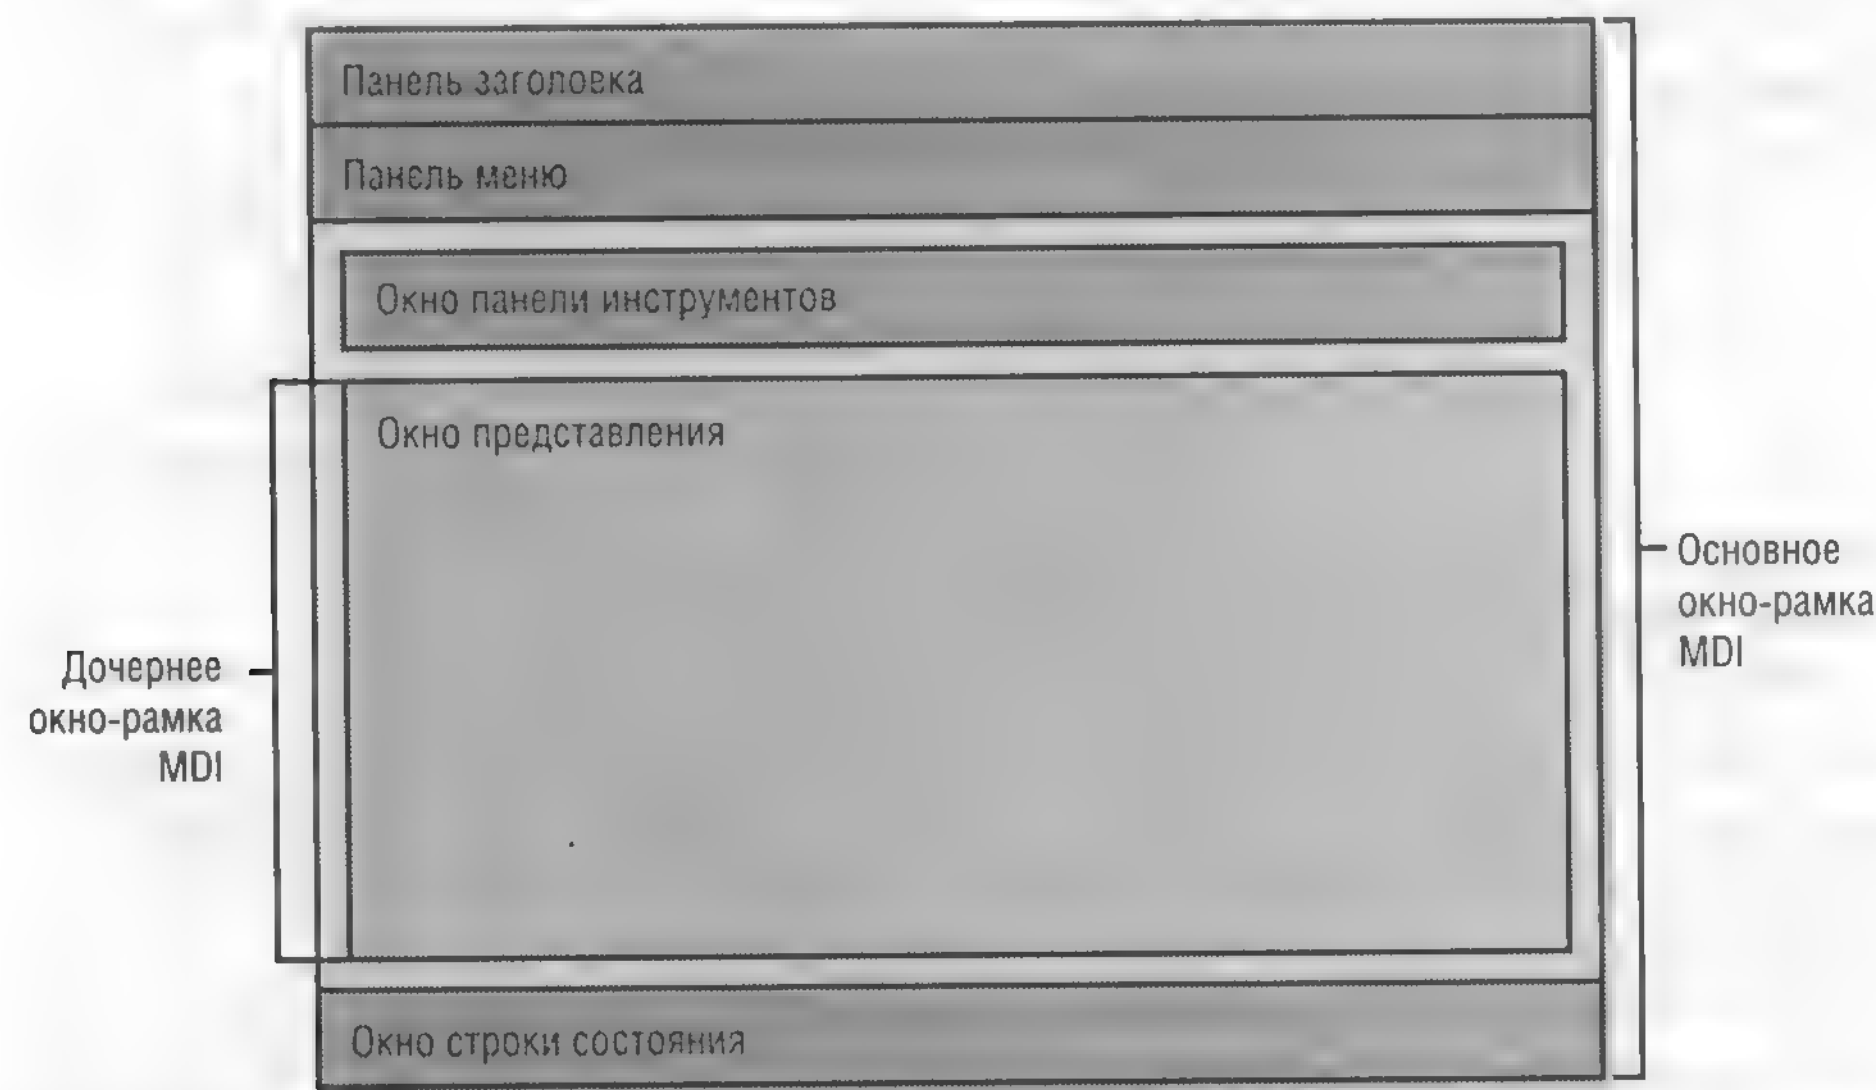 Панель заголовка
Панель меню
Окно панели инструментов
Окно представления
Дочернее
окно-рамка
MDI
Основное
окно-рамка
MDI
Окно строки состояния